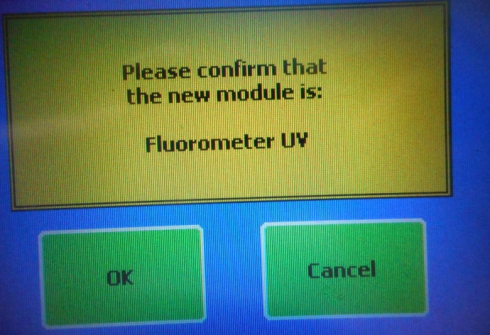 Please confirm that
the new module is:
Fluorometer UV
OK
Cancel